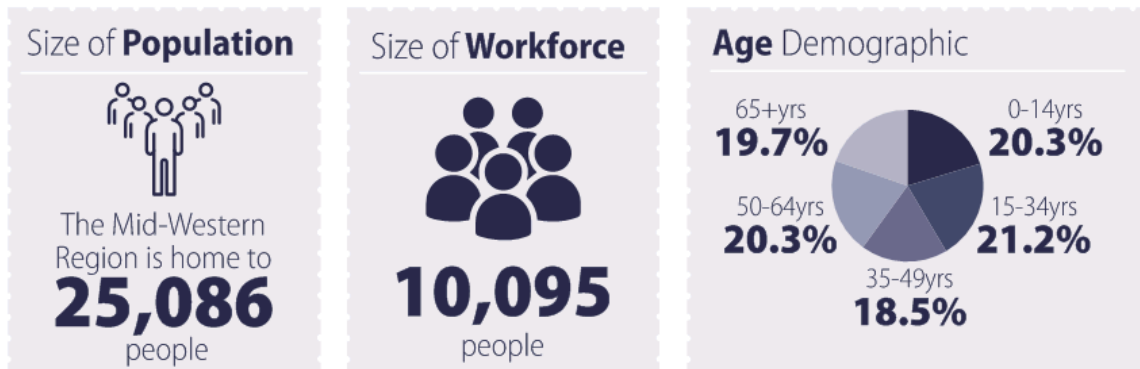 Size of Population
The Mid-Western
Region is home to
25,086
people
Size of Workforce
10,095
people
Age Demographic
65+yrs
19.7%
0-14yrs
20.3%
50-64yrs
20.3%
15-34yrs
21.2%
35-49yrs
18.5%